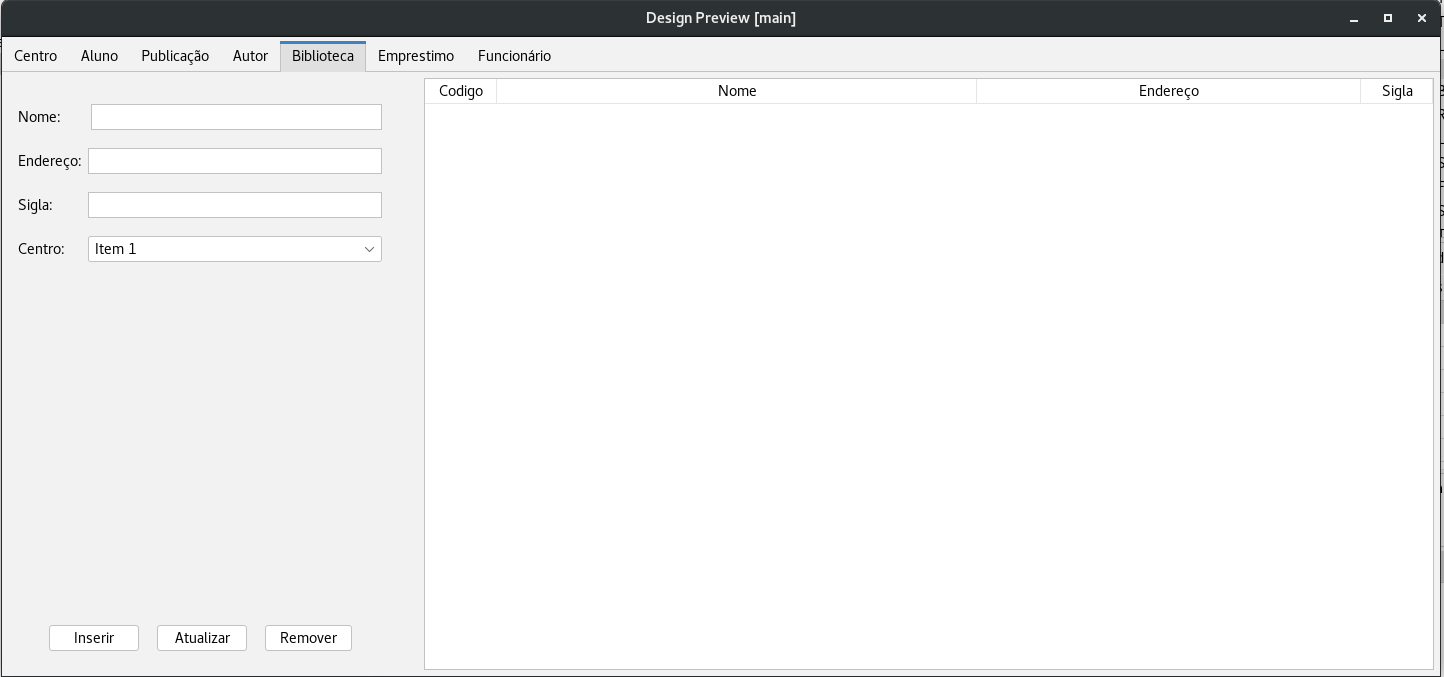 Design Preview [main]
Centro Aluno Publicação Autor Biblioteca Emprestimo Funcionário
Codigo Nome Endereço Sigla
Nome:
Endereço:
Sigla:
Centro: Item 1
Inserir Atualizar Remover